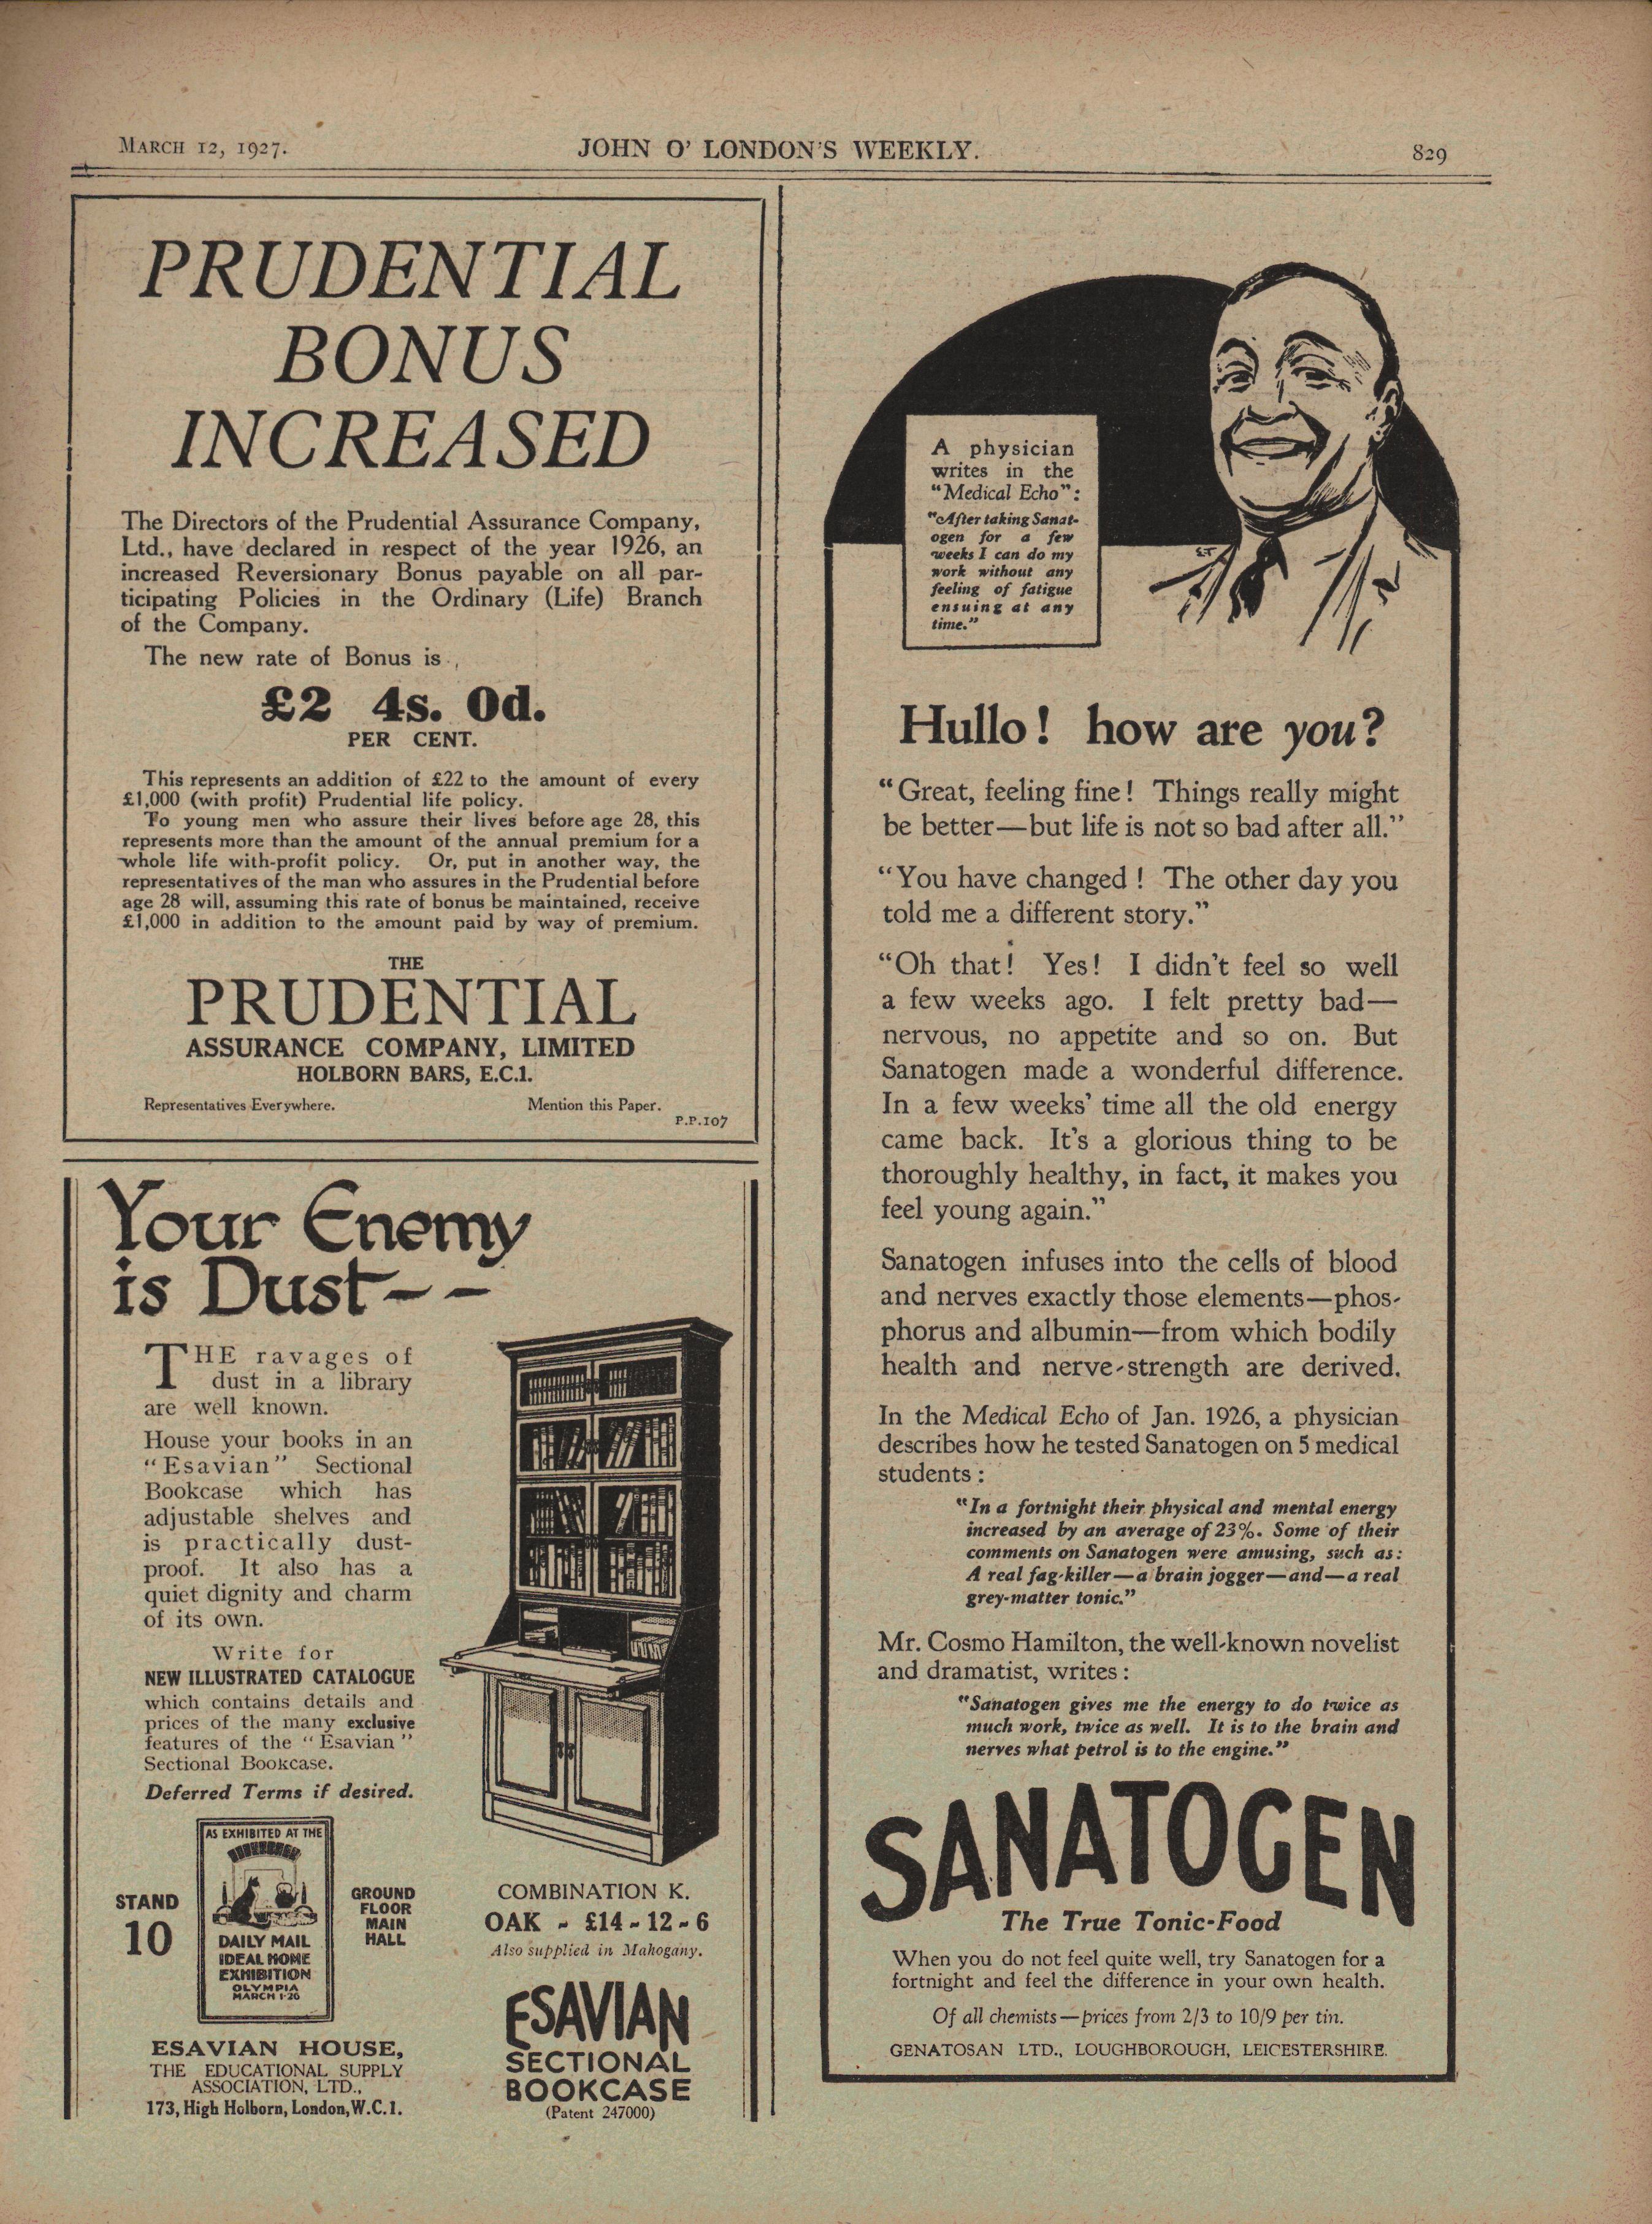 MARCH 12, 1927.
JOHN O' LONDON'S WEEKLY.
829
PRUDENTIAL
BONUS
INCREASED
The Directors of the Prudential Assurance Company,
Ltd., have declared in respect of the year 1926, an
increased Reversionary Bonus payable on all par-
ticipating Policies in the Ordinary (Life) Branch
of the Company.
The new rate of Bonus is
£2 4s. 0d.
PER CENT.
This represents an addition of £22 to the amount of every
£1,000 (with profit) Prudential life policy.
To young men who assure their lives before age 28, this
represents more than the amount of the annual premium for a
whole life with-profit policy. Or, put in another way, the
representatives of the man who assures in the Prudential before
age 28 will, assuming this rate of bonus be maintained, receive
£1,000 in addition to the amount paid by way of premium.
THE
PRUDENTIAL
ASSURANCE COMPANY, LIMITED
HOLBORN BARS, E.C.1.
Representatives Everywhere.
Mention this Paper.
P.P.107
Your Enemy
is Dust--
THE ravages of
dust in a library
are well known.
House your books in an
"Esavian" Sectional
Bookcase which has
adjustable shelves and
is practically dust-
proof. It also has a
quiet dignity and charm
of its own.
Write for
NEW ILLUSTRATED CATALOGUE
which contains details and
prices of the many exclusive
features of the "Esavian"
Sectional Bookcase.
Deferred Terms if desired.
STAND
10
AS EXHIBITED AT THE
DAILY MAIL
IDEAL HOME
EXHIBITION
OLYMPIA
MARCH 1-26
GROUND
FLOOR
MAIN
HALL
ESAVIAN HOUSE,
THE EDUCATIONAL SUPPLY
ASSOCIATION, LTD.,
173, High Holborn, London, W.C.1.
COMBINATION K.
OAK - £14-12-6
Also supplied in Mahogany.
ESAVIAN
SECTIONAL
BOOKCASE
(Patent 247000)
A physician
writes in the
"Medical Echo":
"After taking Sanat-
ogen for a few
weeks I can do my
work without any
feeling of fatigue
ensuing at any
time."
Hullo! how are you?
"Great, feeling fine! Things really might
be better—but life is not so bad after all."
"You have changed! The other day you
told me a different story."
"Oh that! Yes! I didn't feel so well
a few weeks ago. I felt pretty bad—
nervous, no appetite and so on. But
Sanatogen made a wonderful difference.
In a few weeks' time all the old energy
came back. It's a glorious thing to be
thoroughly healthy, in fact, it makes you
feel young again."
Sanatogen infuses into the cells of blood
and nerves exactly those elements—phos-
phorus and albumin—from which bodily
health and nerve-strength are derived.
In the Medical Echo of Jan. 1926, a physician
describes how he tested Sanatogen on 5 medical
students:
"In a fortnight their physical and mental energy
increased by an average of 23%. Some of their
comments on Sanatogen were amusing, such as:
A real fag-killer—a brain jogger—and—a real
grey-matter tonic."
Mr. Cosmo Hamilton, the well-known novelist
and dramatist, writes:
"Sanatogen gives me the energy to do twice as
much work, twice as well. It is to the brain and
nerves what petrol is to the engine."
SANATOGEN
The True Tonic-Food
When you do not feel quite well, try Sanatogen for a
fortnight and feel the difference in your own health.
Of all chemists—prices from 2/3 to 10/9 per tin.
GENATOSAN LTD., LOUGHBOROUGH, LEICESTERSHIRE.